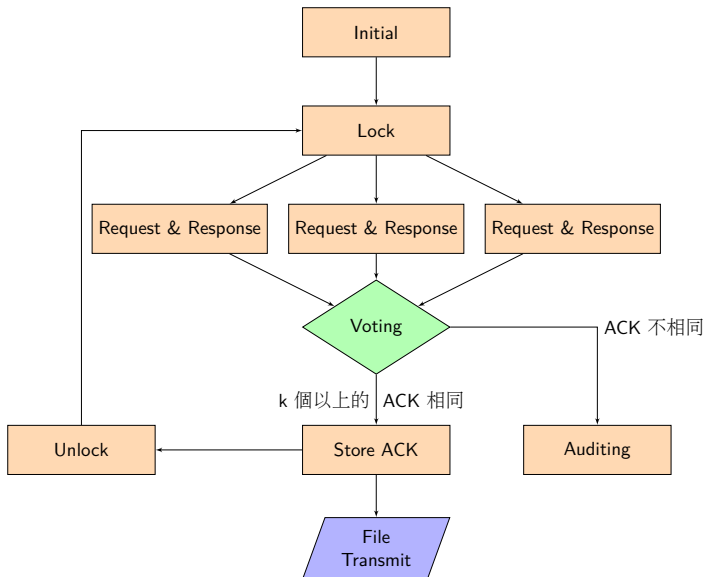 Initial
Lock
Request & Response
Request & Response
Request & Response
Voting
ACK 不相同
k 個以上的 ACK 相同
Unlock
Store ACK
Auditing
File
Transmit